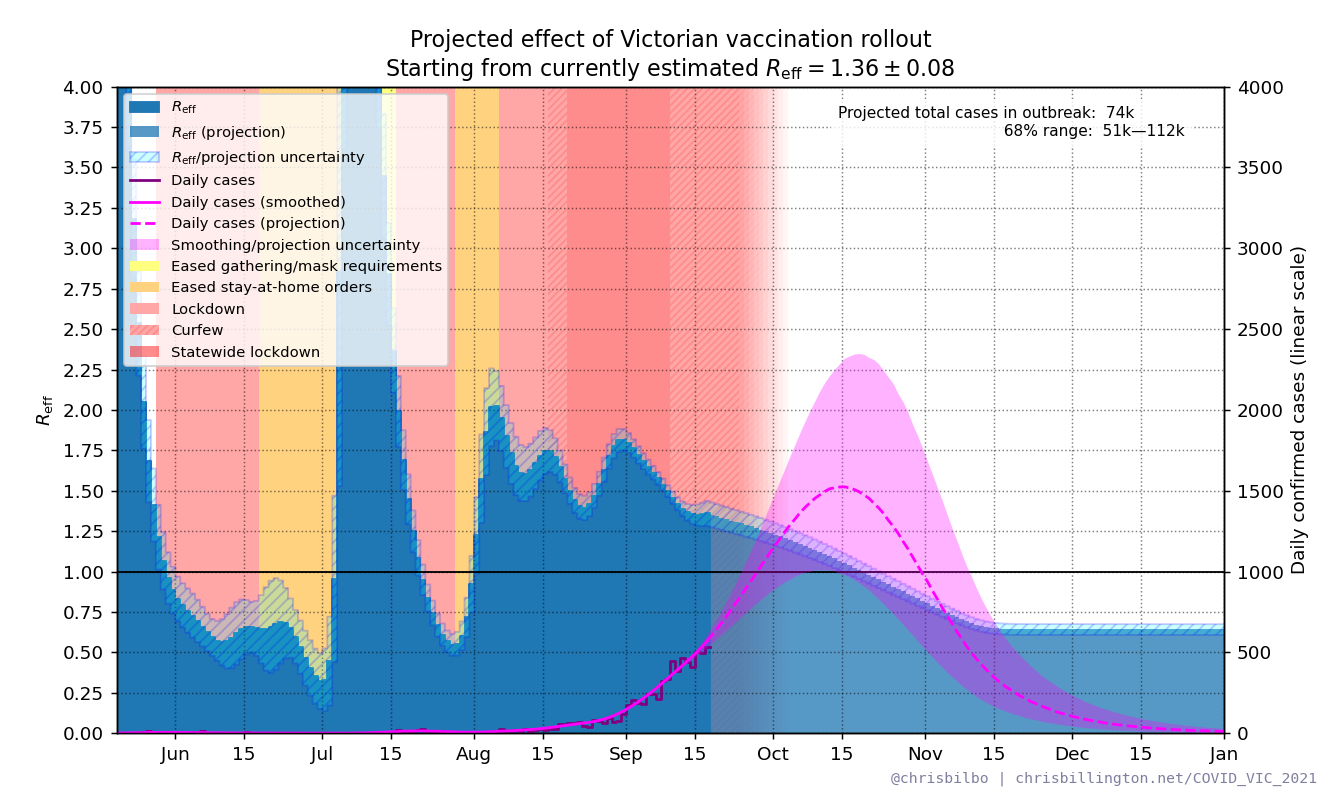 Projected effect of Victorian vaccination rollout
Starting from currently estimated R_eff = 1.36 ± 0.08
Projected total cases in outbreak: 74k
68% range: 51k—112k
R_eff
R_eff (projection)
R_eff/projection uncertainty
Daily cases
Daily cases (smoothed)
Daily cases (projection)
Smoothing/projection uncertainty
Eased gathering/mask requirements
Eased stay-at-home orders
Lockdown
Curfew
Statewide lockdown
4.00
3.75
3.50
3.25
3.00
2.75
2.50
2.25
2.00
1.75
1.50
1.25
1.00
0.75
0.50
0.25
0.00
R_eff
4000
3500
3000
2500
2000
1500
1000
500
0
Daily confirmed cases (linear scale)
Jun 15 Jul 15 Aug 15 Sep 15 Oct 15 Nov 15 Dec 15 Jan
@chrisbilbo | chrisbillington.net/COVID_VIC_2021